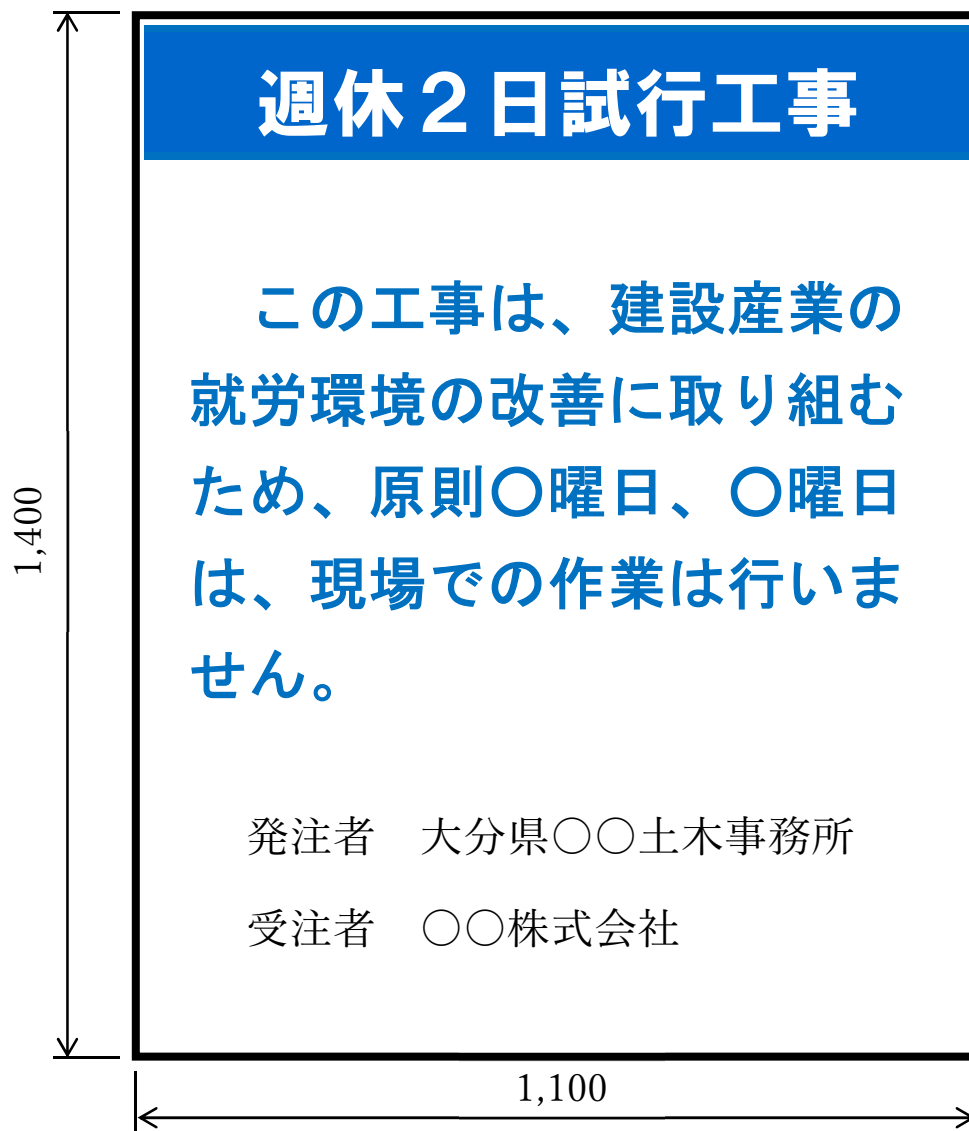 週休２日試行工事
　この工事は、建設産業の
就労環境の改善に取り組む
ため、原則〇曜日、〇曜日
は、現場での作業は行いま
せん。
発注者　大分県○○土木事務所
受注者　○○株式会社
1,400
1,100